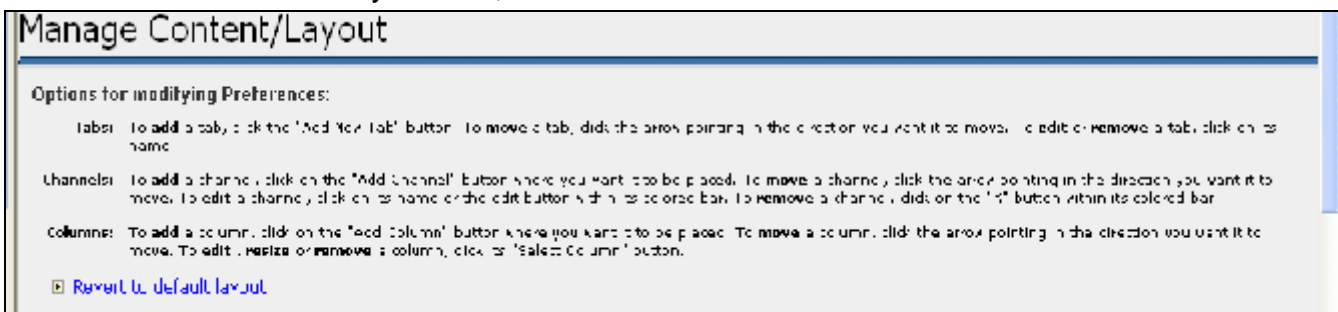 Manage Content/Layout
Options for modifying Preferences:
Tabs: To add a tab, click the "Add New Tab" button. To move a tab, click the arrow pointing in the direction you want it to move. To edit or remove a tab, click on its
name.
Channels: To add a channel, click on the "Add Channel" button where you want it to be placed. To move a channel, click the arrow pointing in the direction you want it to
move. To edit a channel, click on its name or the edit button within its colored bar. To remove a channel, click on the "X" button within its colored bar.
Columns: To add a column, click on the "Add Column" button where you want it to be placed. To move a column, click the arrow pointing in the direction you want it to
move. To edit, resize or remove a column, click its "Select Column" button.
Revert to default layout